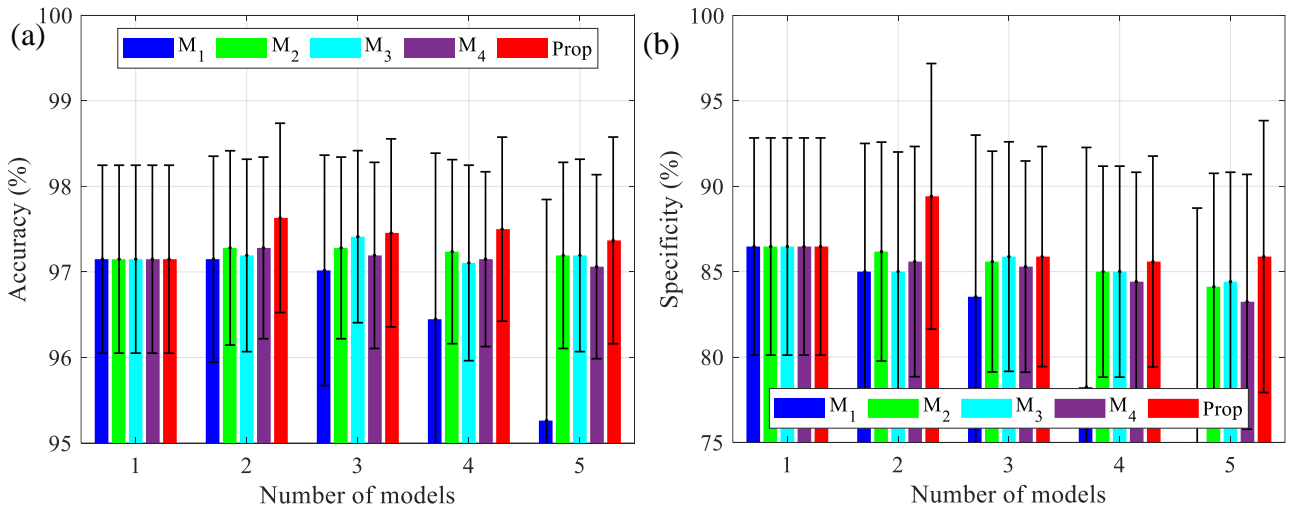 (a)
Accuracy (%)
100
99
98
97
96
95
M1 M2 M3 M4 Prop
1 2 3 4 5
Number of models
(b)
Specificity (%)
100
95
90
85
80
75
M1 M2 M3 M4 Prop
1 2 3 4 5
Number of models